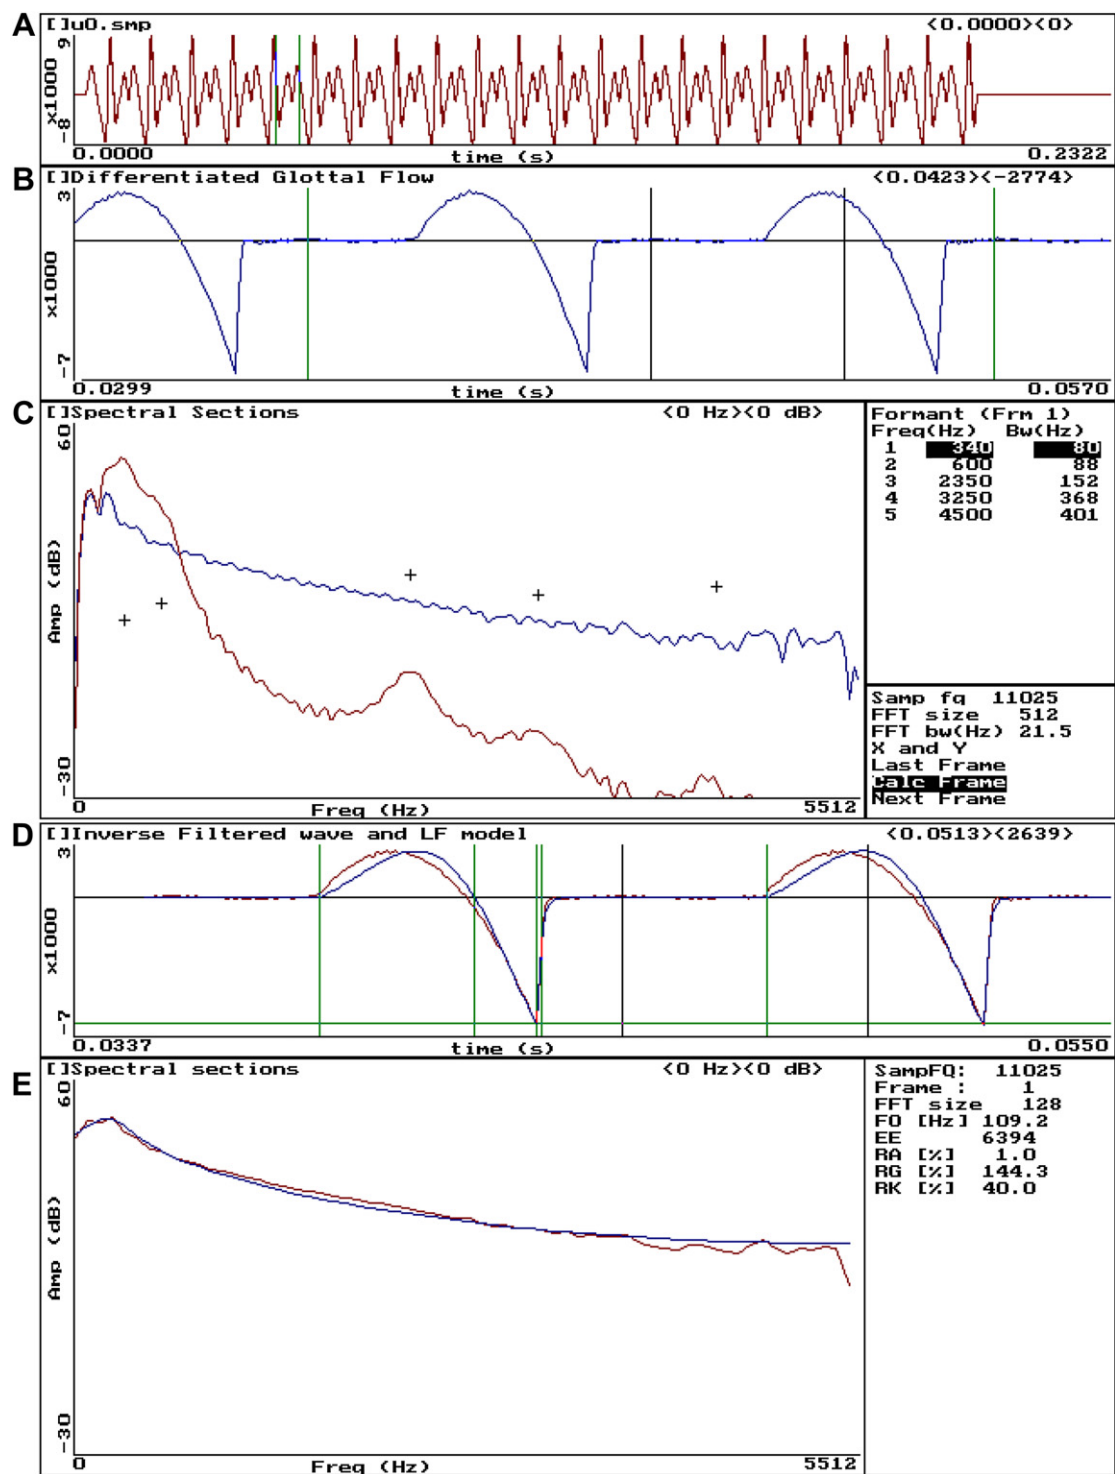 A
[]u0.smp <0.0000><0>
9
x1000
-8
0.0000 time (s) 0.2322
B
[]Differentiated Glottal Flow <0.0423><-2774>
3
x1000
-7
0.0299 time (s) 0.0570
C
[]Spectral Sections <0 Hz><0 dB>
60
Amp (dB)
-30
0 Freq (Hz) 5512
Formant (Frm 1)
Freq(Hz) Bw(Hz)
1 340 80
2 600 88
3 2350 152
4 3250 368
5 4500 401
Samp fq 11025
FFT size 512
FFT bw(Hz) 21.5
X and Y
Last Frame
Calc Frame
Next Frame
D
[]Inverse Filtered wave and LF model <0.0513><2639>
3
x1000
-7
0.0337 time (s) 0.0550
E
[]Spectral sections <0 Hz><0 dB>
60
Amp (dB)
-30
0 Freq (Hz) 5512
SampFQ: 11025
Frame : 1
FFT size 128
F0 [Hz] 109.2
EE 6394
RA [%] 1.0
RG [%] 144.3
RK [%] 40.0